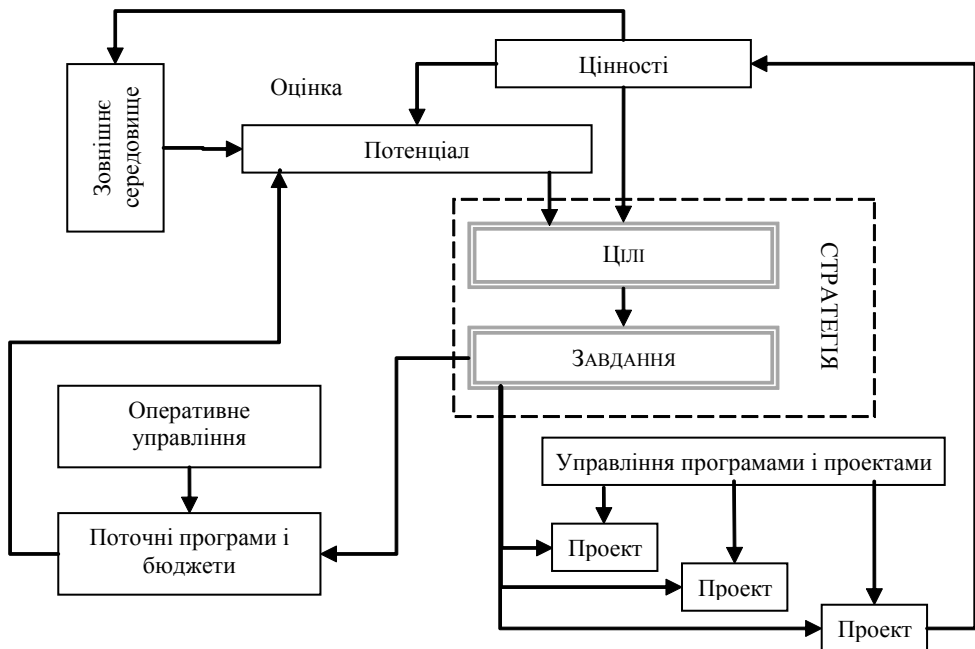 Цінності
Оцінка
Зовнішнє
середовище
Потенціал
Цілі
СТРАТЕГІЯ
Завдання
Оперативне
управління
Управління програмами і проектами
Поточні програми і
бюджети
Проект
Проект
Проект